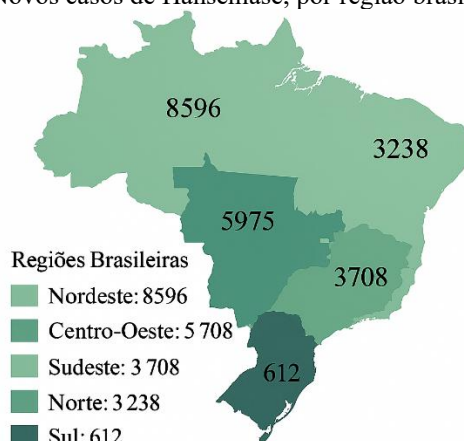 Novos casos de Hanseníase, por região brasil
8596
3238
5975
3708
612
Regiões Brasileiras
Nordeste: 8596
Centro-Oeste: 5 708
Sudeste: 3 708
Norte: 3 238
Sul: 612